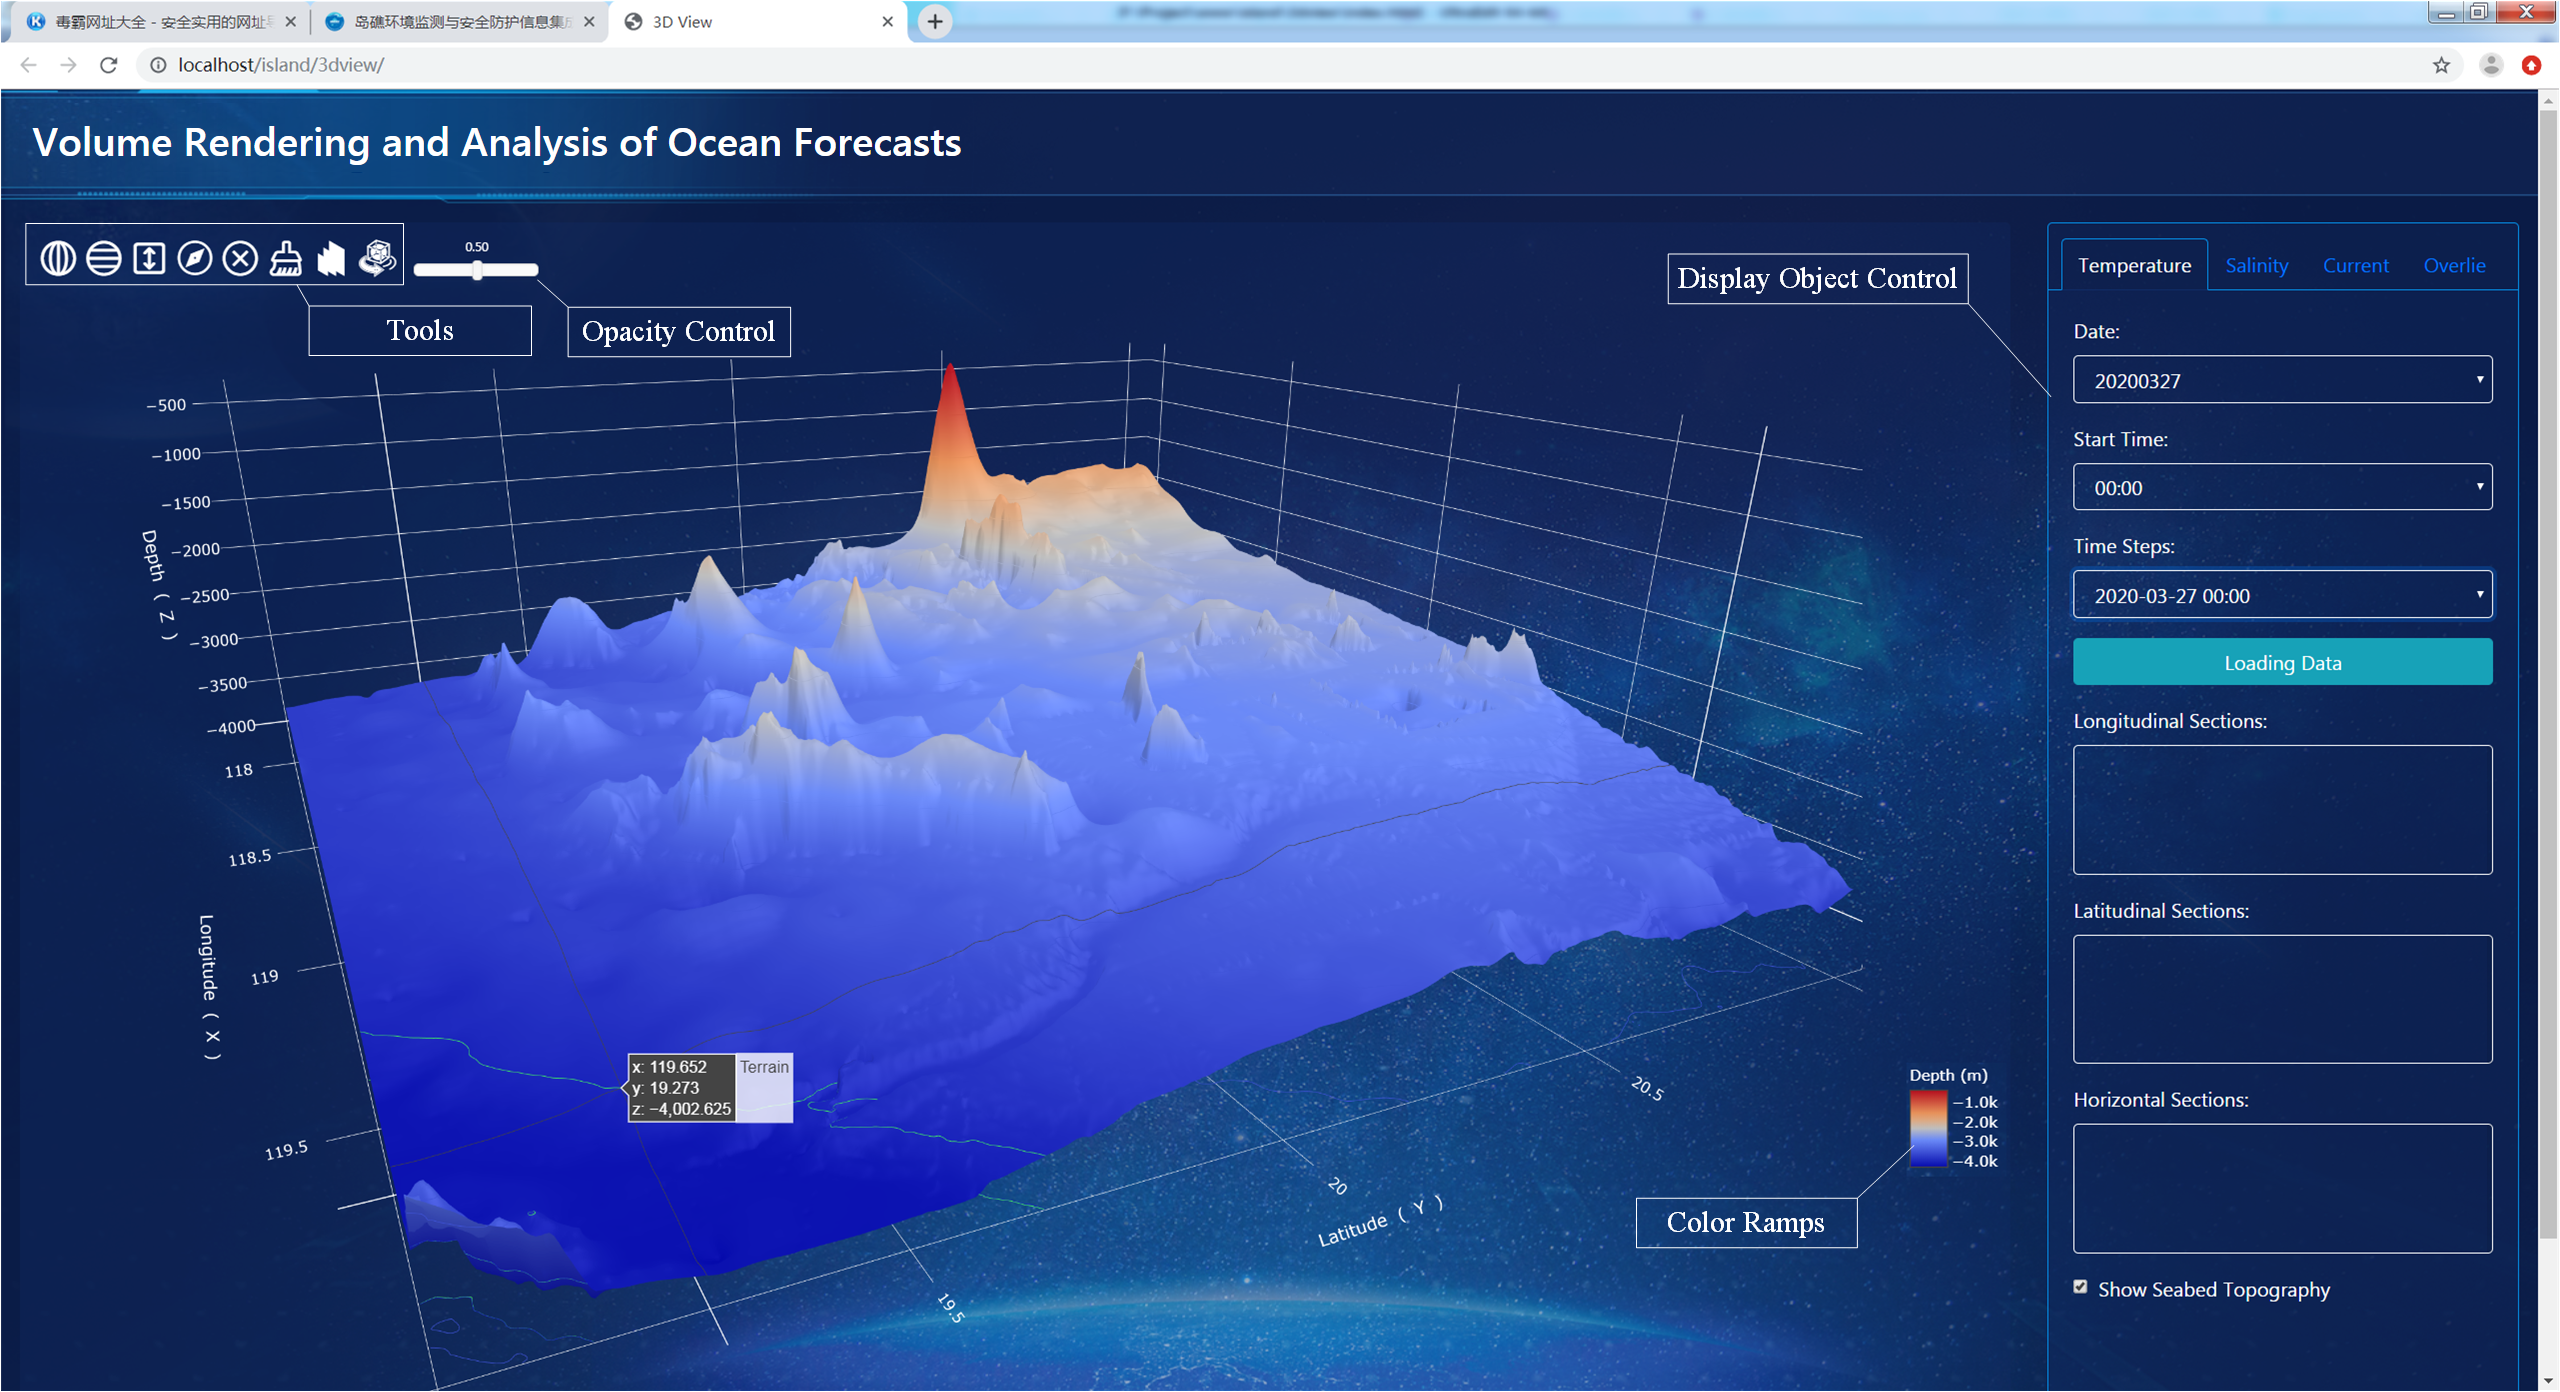 毒霸网址大全 - 安全实用的网址
岛礁环境监测与安全防护信息集
3D View
localhost/island/3dview/
Volume Rendering and Analysis of Ocean Forecasts
0.50
Tools
Opacity Control
Display Object Control
Temperature
Salinity
Current
Overlie
Date:
20200327
Start Time:
00:00
Time Steps:
2020-03-27 00:00
Loading Data
Longitudinal Sections:
Latitudinal Sections:
Horizontal Sections:
Show Seabed Topography
−500
−1000
−1500
−2000
−2500
−3000
−3500
−4000
Depth ( Z )
118
118.5
119
119.5
Longitude ( X )
x: 119.652
y: 19.273
z: −4,002.625
Terrain
20.5
20
19.5
Latitude ( Y )
Depth (m)
−1.0k
−2.0k
−3.0k
−4.0k
Color Ramps